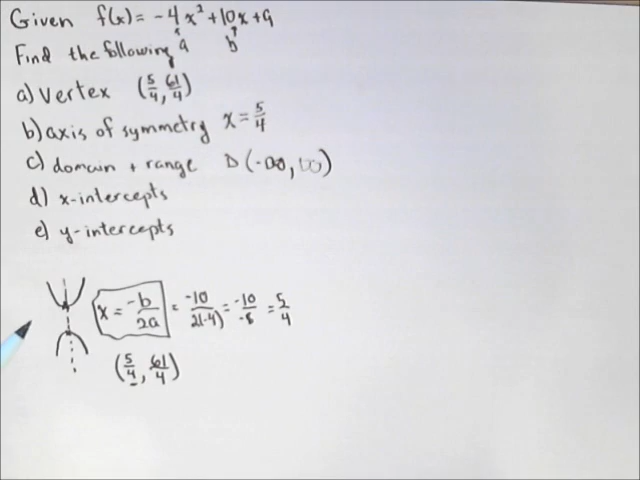 Given f(x) = -4x² + 10x + 9
a b
Find the following
a) vertex (5/4, 61/4)
b) axis of symmetry x = 5/4
c) domain + range D (-∞, ∞)
d) x-intercepts
e) y-intercepts
x = -b/2a = -10/2(-4) = -10/-8 = 5/4
(5/4, 61/4)